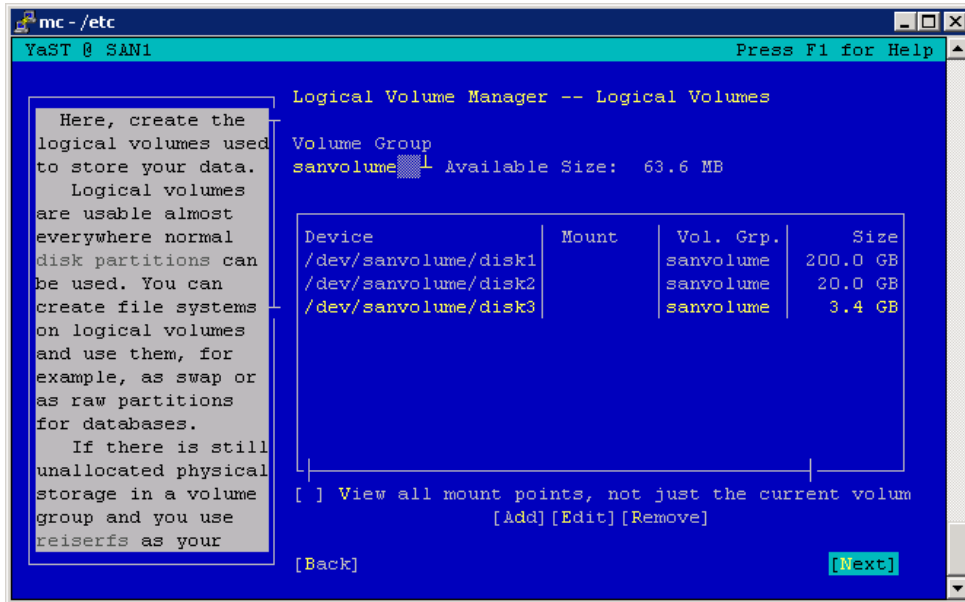 mc - /etc
YaST @ SAN1 Press F1 for Help
Here, create the
logical volumes used
to store your data.
Logical volumes
are usable almost
everywhere normal
disk partitions can
be used. You can
create file systems
on logical volumes
and use them, for
example, as swap or
as raw partitions
for databases.
If there is still
unallocated physical
storage in a volume
group and you use
reiserfs as your
Logical Volume Manager -- Logical Volumes
Volume Group
sanvolume Available Size: 63.6 MB
Device Mount Vol. Grp. Size
/dev/sanvolume/disk1 sanvolume 200.0 GB
/dev/sanvolume/disk2 sanvolume 20.0 GB
/dev/sanvolume/disk3 sanvolume 3.4 GB
[ ] View all mount points, not just the current volum
[Add][Edit][Remove]
[Back] [Next]